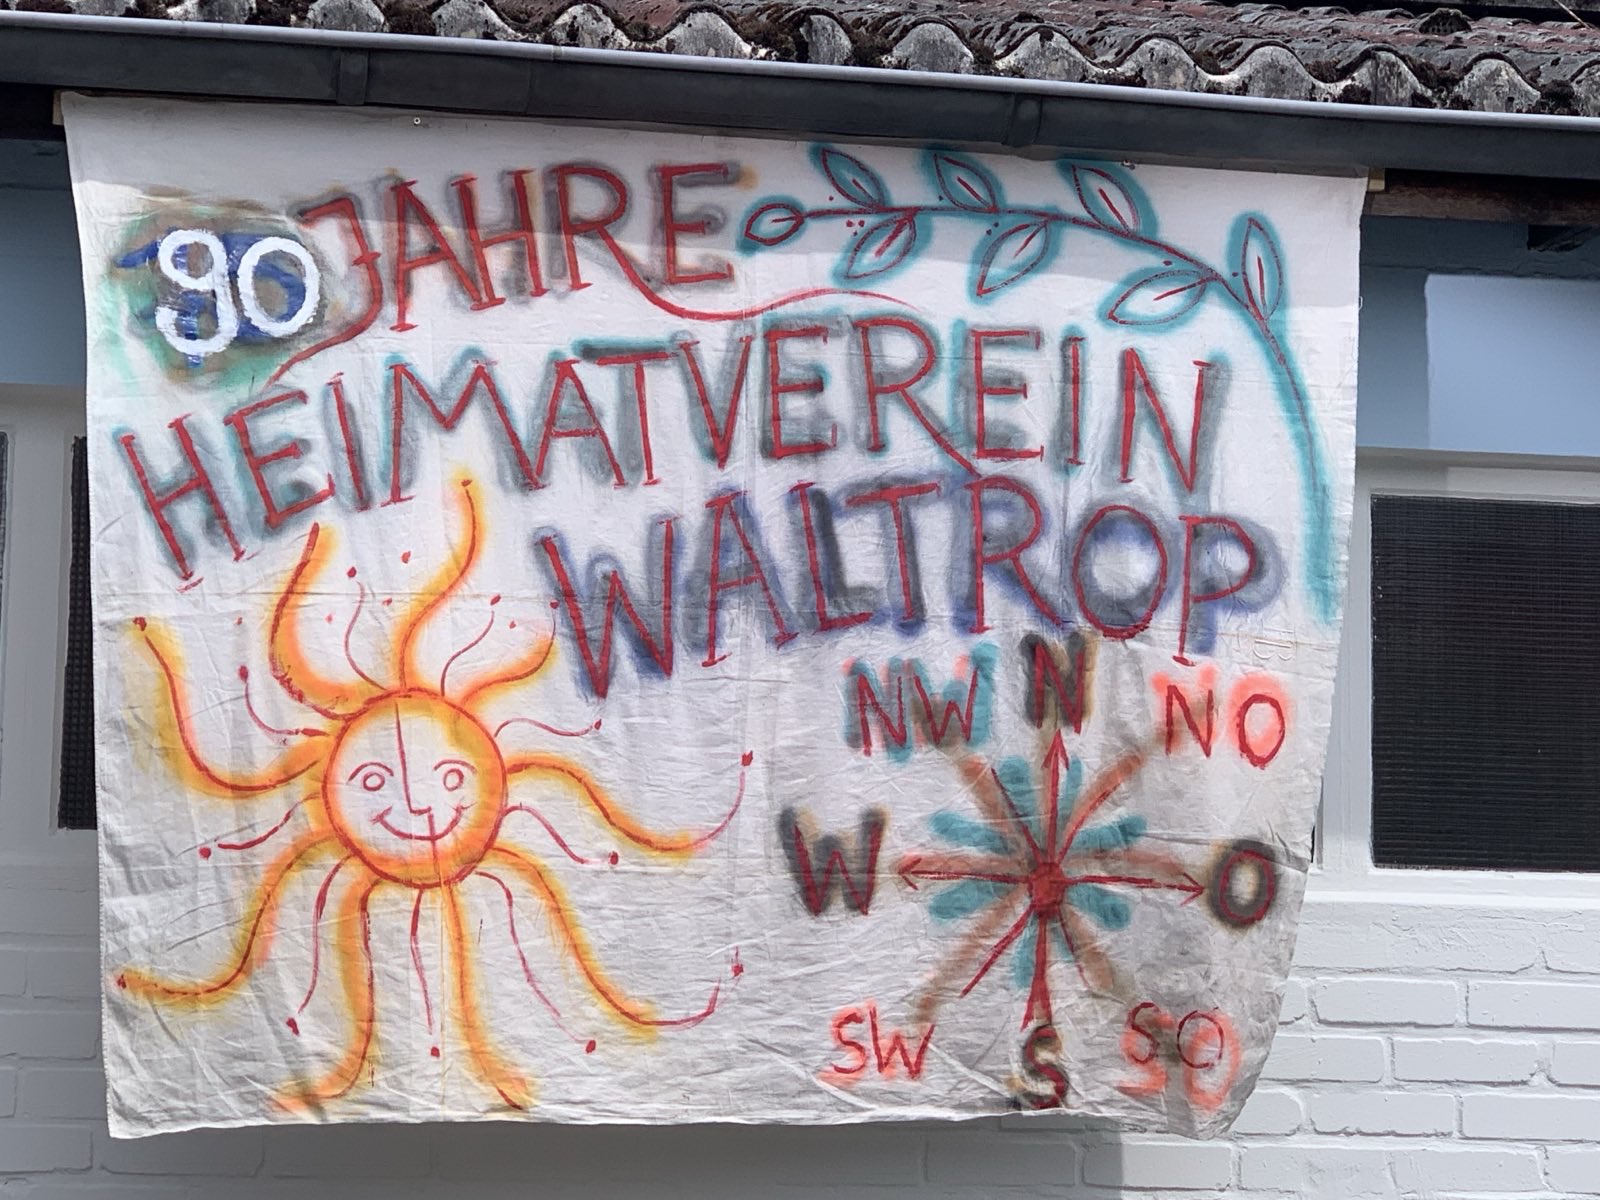 90 JAHRE
HEIMATVEREIN
WALTROP
NW N NO
W O
SW S SO